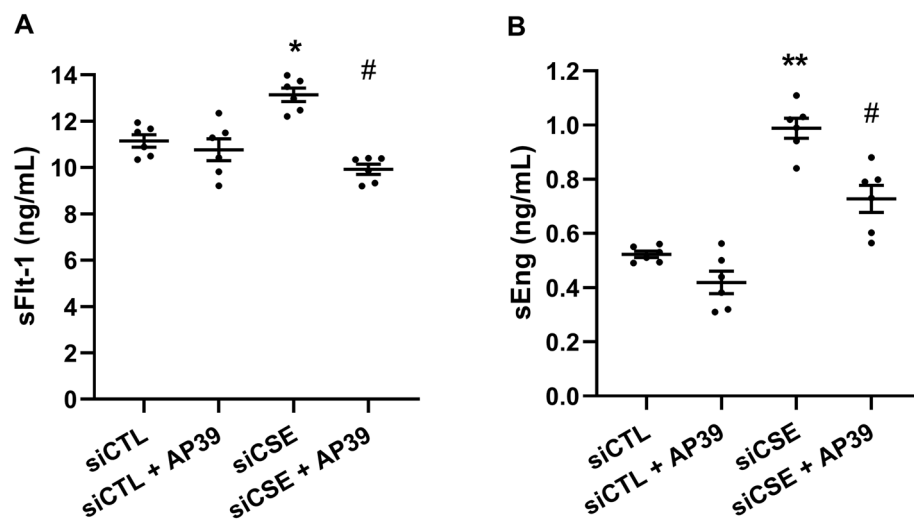 A
sFlt-1 (ng/mL)
14
12
10
8
6
4
2
0
*
#
siCTL
siCTL + AP39
siCSE
siCSE + AP39
B
sEng (ng/mL)
1.2
1.0
0.8
0.6
0.4
0.2
0.0
**
#
siCTL
siCTL + AP39
siCSE
siCSE + AP39